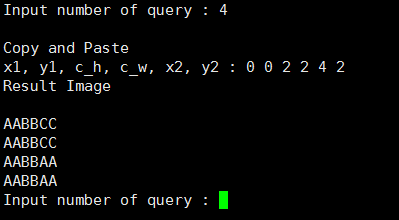 Input number of query : 4
Copy and Paste
x1, y1, c_h, c_w, x2, y2 : 0 0 2 2 4 2
Result Image
AABBCC
AABBCC
AABBAA
AABBAA
Input number of query :